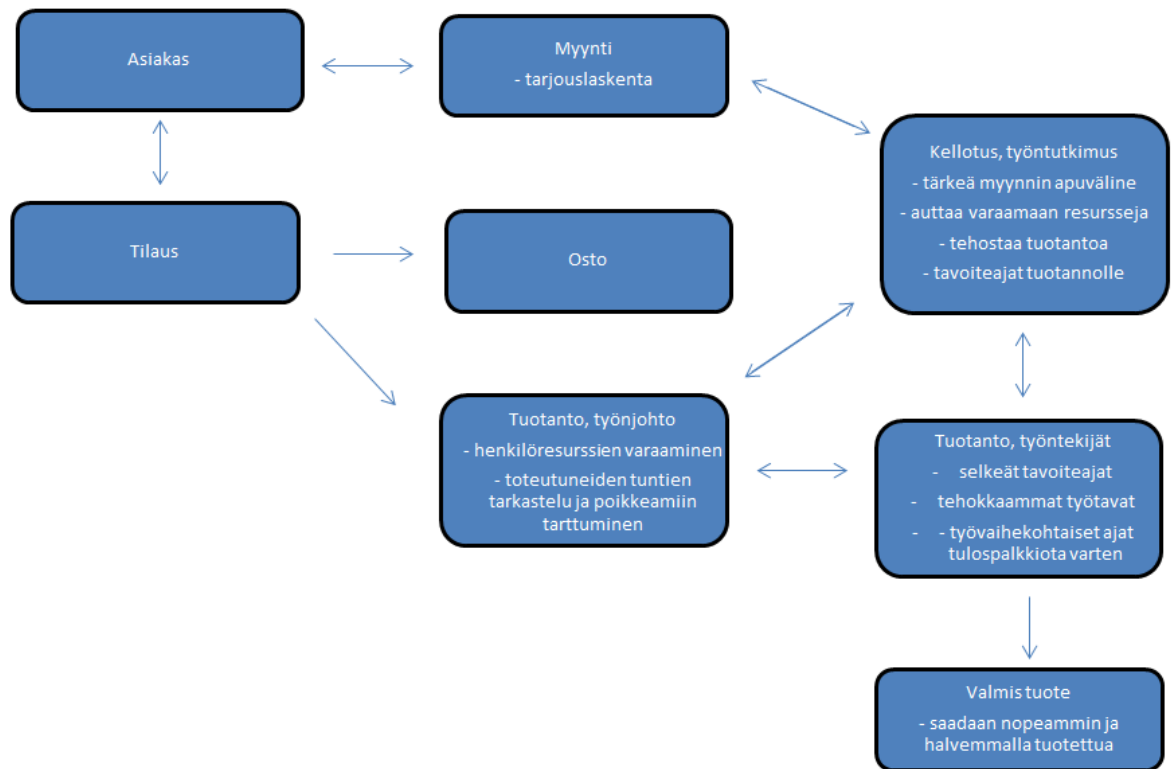 Asiakas
Myynti
- tarjouslaskenta
Kellotus, työntutkimus
- tärkeä myynnin apuväline
- auttaa varaamaan resursseja
- tehostaa tuotantoa
- tavoiteajat tuotannolle
Tilaus
Osto
Tuotanto, työnjohto
- henkilöresurssien varaaminen
- toteutuneiden tuntien
tarkastelu ja poikkeamiin
tarttuminen
Tuotanto, työntekijät
- selkeät tavoiteajat
- tehokkaammat työtavat
- - työvaihekohtaiset ajat
tulospalkkiota varten
Valmis tuote
- saadaan nopeammin ja
halvemmalla tuotettua